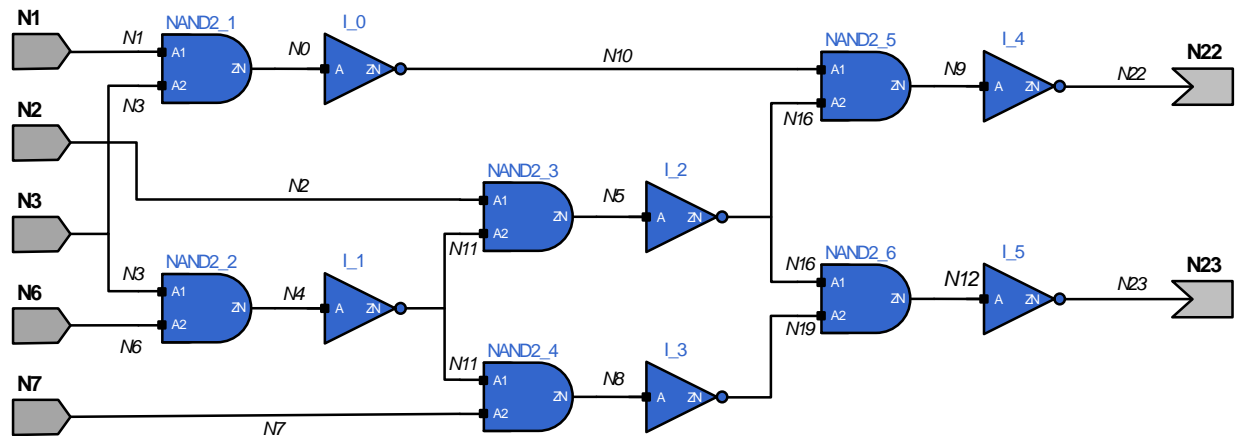 N1
N1
NAND2_1
A1
A2
ZN
N0
I_0
A
ZN
N10
NAND2_5
A1
A2
ZN
N9
I_4
A
ZN
N22
N22
N3
N16
N2
N2
NAND2_3
A1
A2
ZN
N5
I_2
A
ZN
N11
N3
N3
NAND2_2
A1
A2
ZN
N4
I_1
A
ZN
N16
NAND2_6
A1
A2
ZN
N12
I_5
A
ZN
N23
N23
N6
N6
N19
N11
NAND2_4
A1
A2
ZN
N8
I_3
A
ZN
N7
N7